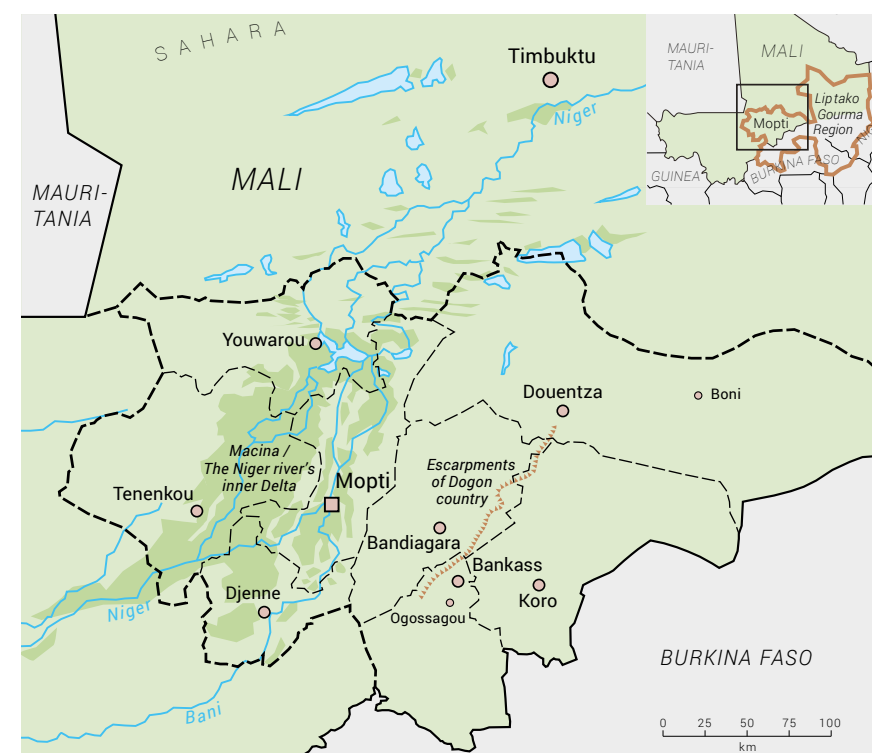 SAHARA
Timbuktu
Niger
MALI
MAURI-
TANIA
MAURI-
TANIA
MALI
Liptako
Gourma
Region
Mopti
BURKINA FASO
GUINEA
Youwarou
Douentza
Boni
Macina /
The Niger river's
inner Delta
Escarpments
of Dogon
country
Mopti
Tenenkou
Bandiagara
Bankass
Koro
Ogossagou
Djenne
Niger
Bani
BURKINA FASO
0 25 50 75 100
km